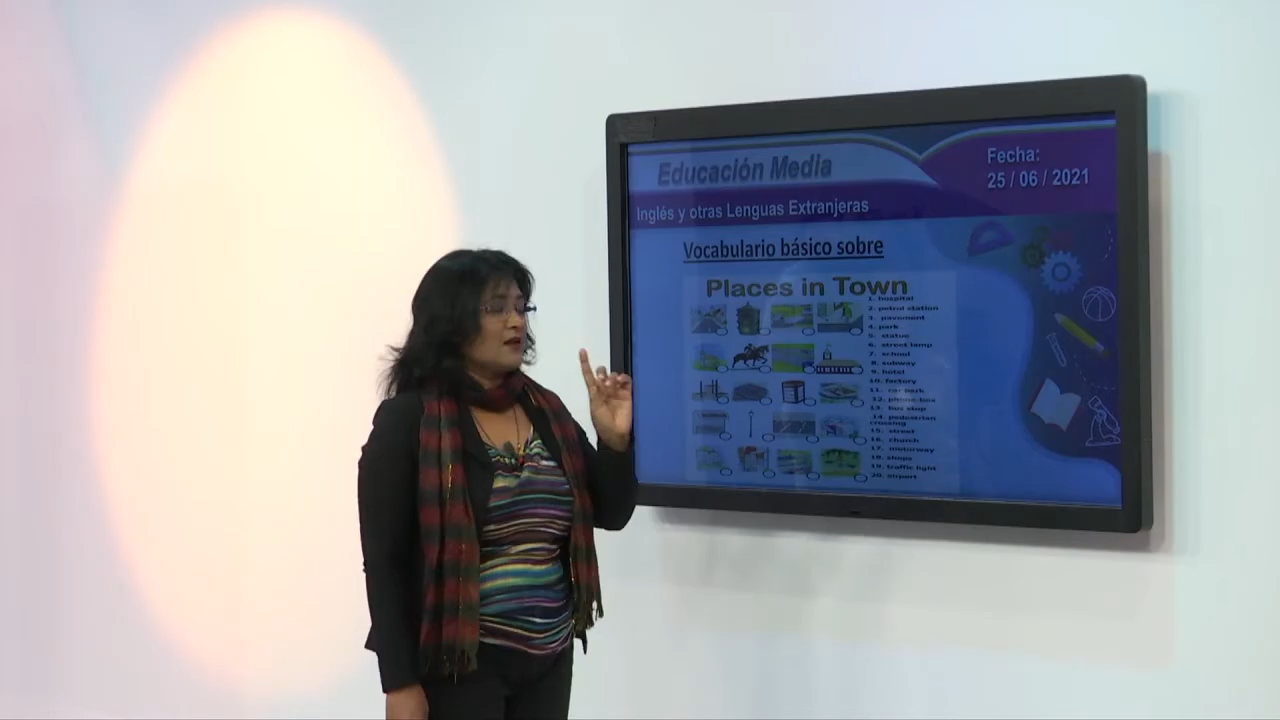 Educación Media
Fecha:
25 / 06 / 2021
Inglés y otras Lenguas Extranjeras
Vocabulario básico sobre
Places in Town
1. hospital
2. petrol station
3. pavement
4. park
5. statue
6. street lamp
7. school
8. subway
9. hotel
10. factory
11. car park
12. phone-box
13. bus stop
14. pedestrian
crossing
15. street
16. church
17. motorway
18. shops
19. traffic light
20. airport